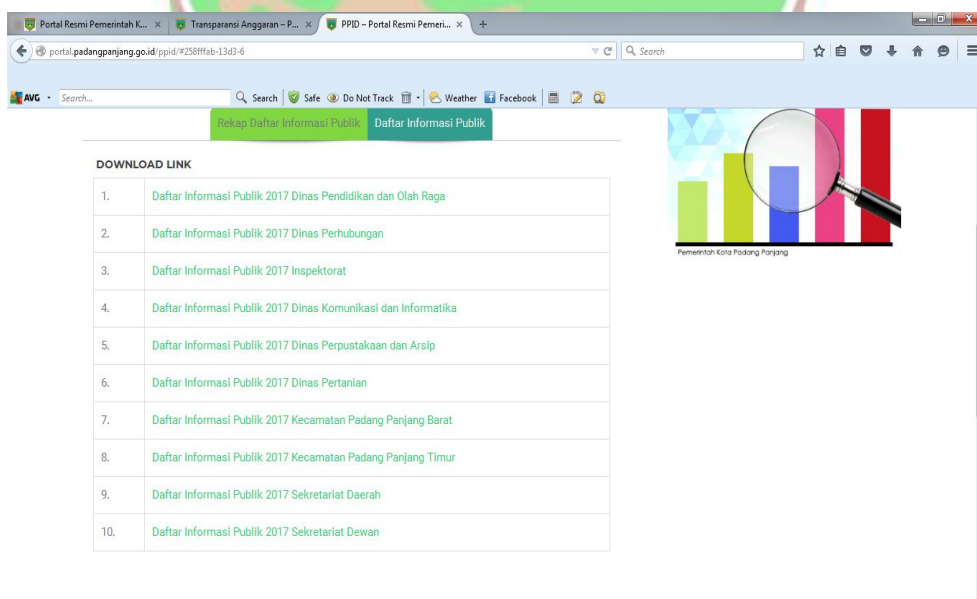 Portal Resmi Pemerintah K... ×
Transparansi Anggaran – P... ×
PPID – Portal Resmi Pemeri... ×
portal.padangpanjang.go.id/ppid/#258fffab-13d3-6
Search
AVG
Search...
Search
Safe
Do Not Track
Weather
Facebook
Rekap Daftar Informasi Publik
Daftar Informasi Publik
DOWNLOAD LINK
1. Daftar Informasi Publik 2017 Dinas Pendidikan dan Olah Raga
2. Daftar Informasi Publik 2017 Dinas Perhubungan
3. Daftar Informasi Publik 2017 Inspektorat
4. Daftar Informasi Publik 2017 Dinas Komunikasi dan Informatika
5. Daftar Informasi Publik 2017 Dinas Perpustakaan dan Arsip
6. Daftar Informasi Publik 2017 Dinas Pertanian
7. Daftar Informasi Publik 2017 Kecamatan Padang Panjang Barat
8. Daftar Informasi Publik 2017 Kecamatan Padang Panjang Timur
9. Daftar Informasi Publik 2017 Sekretariat Daerah
10. Daftar Informasi Publik 2017 Sekretariat Dewan
Pemerintah Kota Padang Panjang